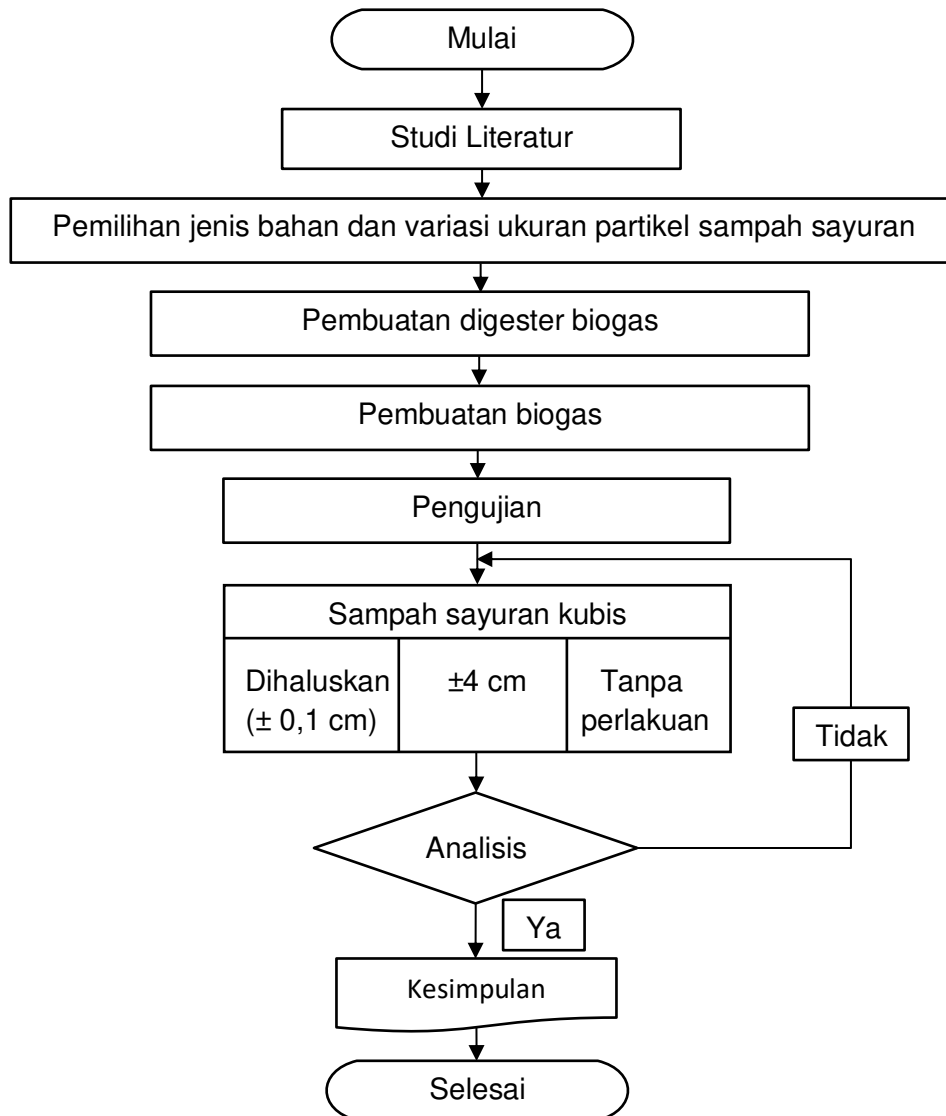 Mulai
Studi Literatur
Pemilihan jenis bahan dan variasi ukuran partikel sampah sayuran
Pembuatan digester biogas
Pembuatan biogas
Pengujian
Sampah sayuran kubis
Dihaluskan
(± 0,1 cm)
±4 cm
Tanpa
perlakuan
Tidak
Analisis
Ya
Kesimpulan
Selesai